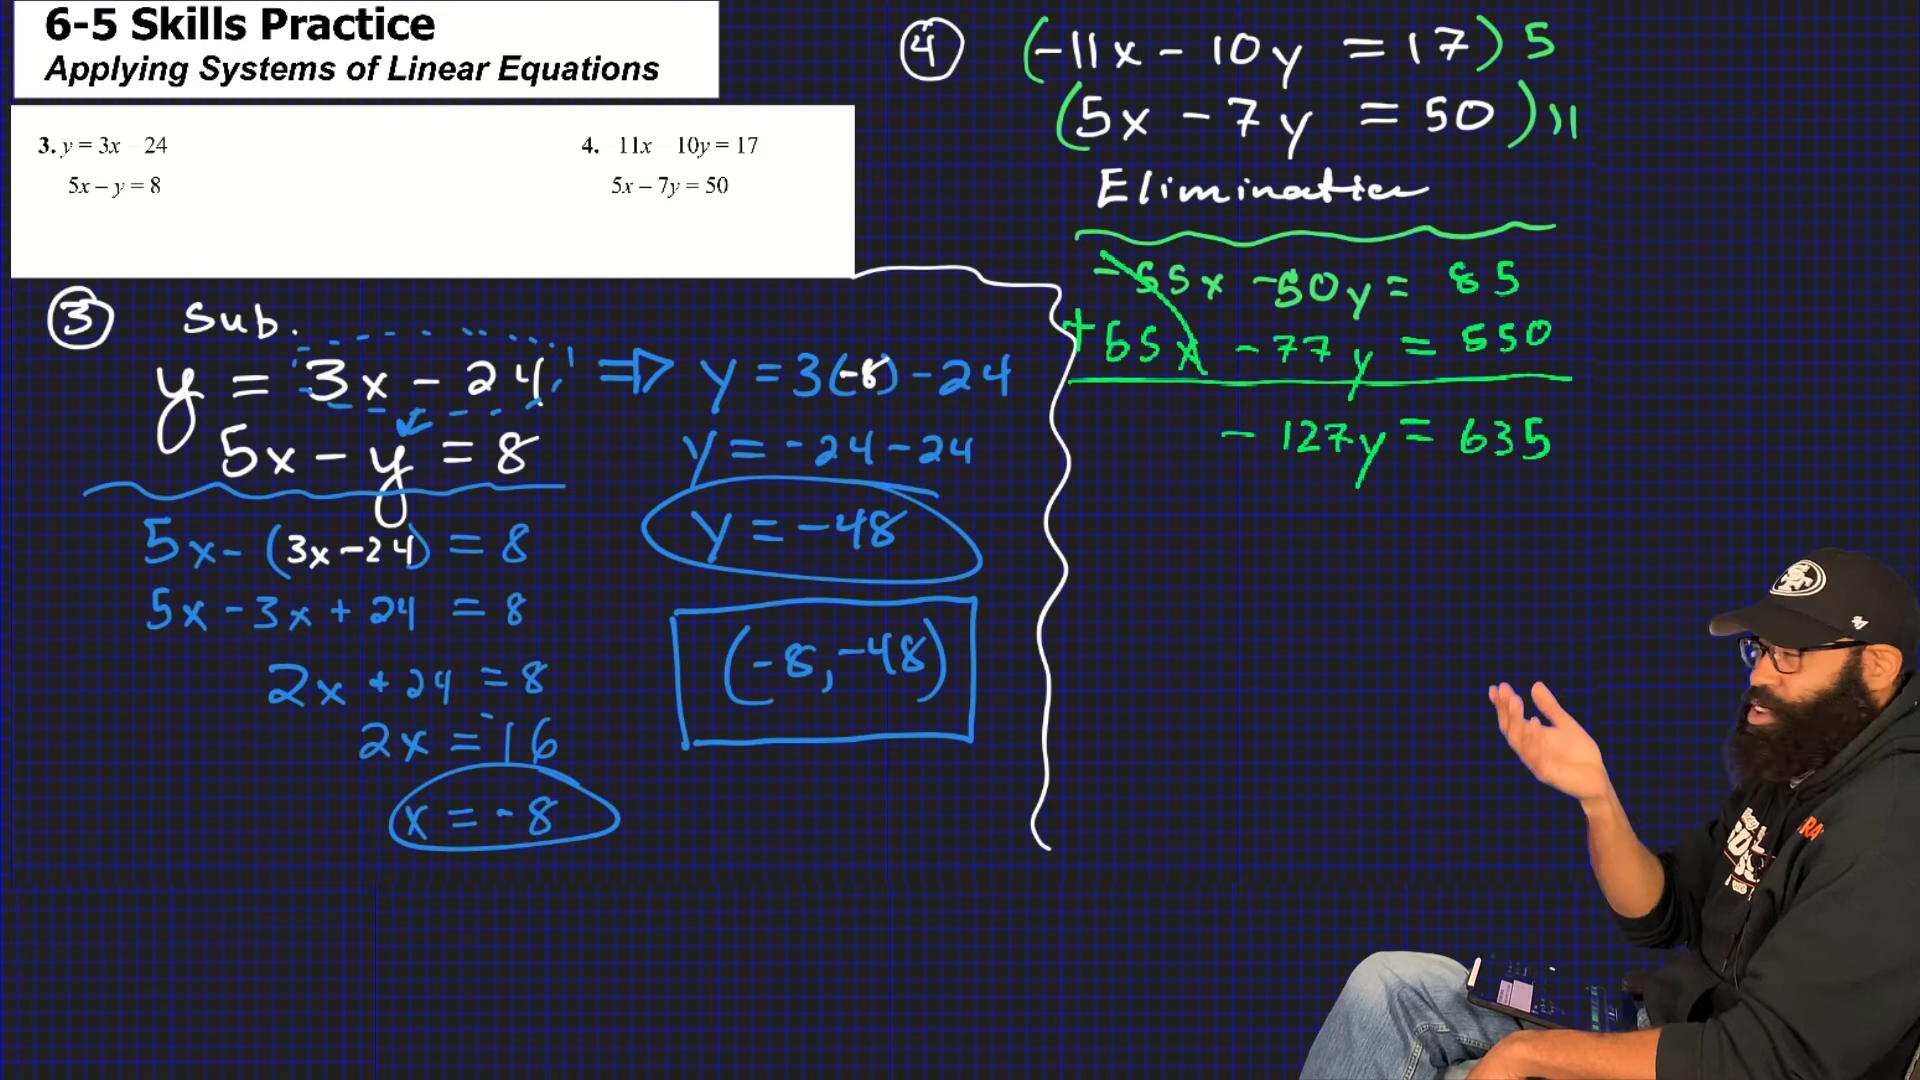 6-5 Skills Practice
Applying Systems of Linear Equations
3. y = 3x 24
5x – y = 8
4. 11x 10y = 17
5x – 7y = 50
③ Sub.
y = 3x - 24 ⇒ y = 3(-8) - 24
5x - y = 8
y = -24 - 24
5x - (3x - 24) = 8
y = -48
5x - 3x + 24 = 8
2x + 24 = 8
(-8, -48)
2x = -16
x = -8
④ (-11x - 10y = 17) 5
(5x - 7y = 50) 11
Elimination
-55x - 50y = 85
+55x - 77y = 550
-127y = 635